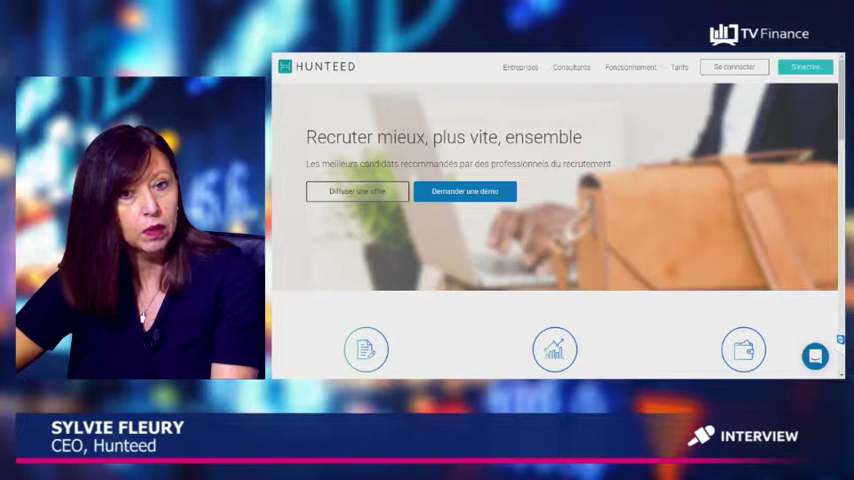 TV Finance
HUNTEED
Entreprises Consultants Fonctionnement Tarifs Se connecter S'inscrire
Recruter mieux, plus vite, ensemble
Les meilleurs candidats recommandés par des professionnels du recrutement
Diffuser une offre Demander une démo
SYLVIE FLEURY
CEO, Hunteed
INTERVIEW